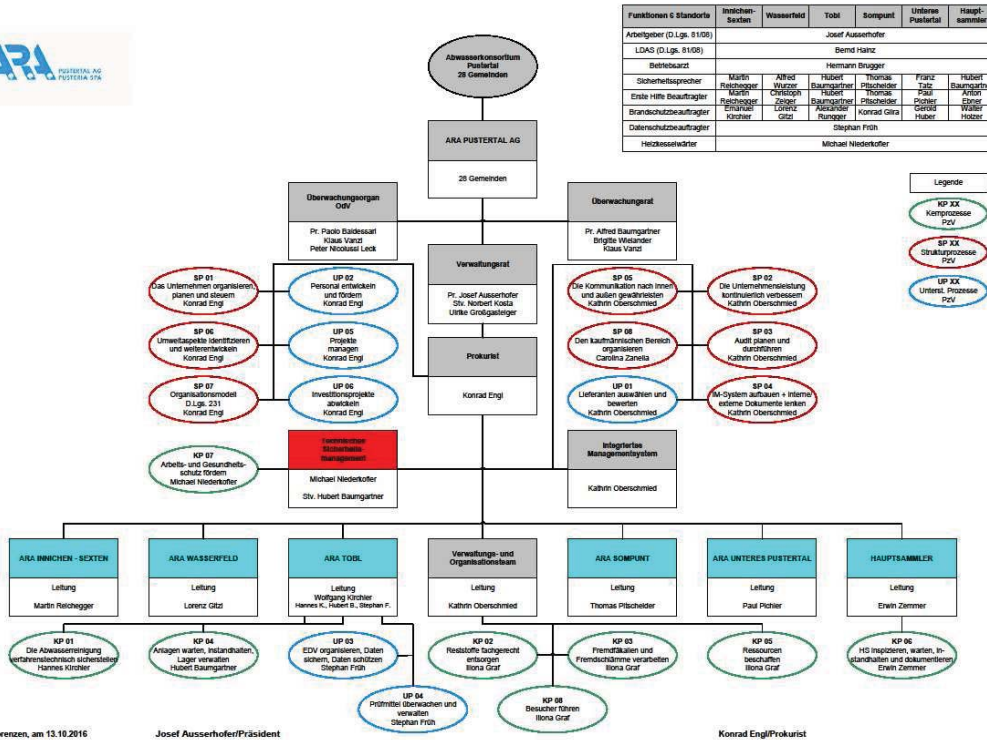 ARA PUSTERTAL AG
PUSTERIA SPA
Abwasserkonsortium
Pustertal
28 Gemeinden
Funktionen & Standorte Innichen-Sexten Wasserfeld Tobl Sompunt Unteres Pustertal Haupt-sammler
Arbeitgeber (D.Lgs. 81/08) Josef Ausserhofer
LDAS (D.Lgs. 81/08) Bernd Hainz
Betriebsarzt Hermann Brugger
Sicherheitssprecher Martin Reichegger Alfred Wurzer Hubert Baumgartner Thomas Pitscheider Franz Tatz Hubert Baumgartne
Erste Hilfe Beauftragter Martin Reichegger Christoph Zeiger Hubert Baumgartner Thomas Pitscheider Paul Pichler Anton Ebner
Brandschutzbeauftragter Emanuel Kirchler Lorenz Gitzl Alexander Rungger Konrad Glira Gerold Huber Walter Holzer
Datenschutzbeauftragter Stephan Früh
Heizkesselwärter Michael Niederkofler
ARA PUSTERTAL AG
28 Gemeinden
Legende
KP XX
Kernprozesse
PzV
SP XX
Strukturprozesse
PzV
UP XX
Unterst. Prozesse
PzV
Überwachungsorgan
OdV
Pr. Paolo Baldessari
Klaus Vanzi
Peter Nicolussi Leck
Überwachungsrat
Pr. Alfred Baumgartner
Brigitte Wielander
Klaus Vanzi
Verwaltungsrat
Pr. Josef Ausserhofer
Stv. Norbert Kosta
Ulrike Großgasteiger
SP 01
Das Unternehmen organisieren,
planen und steuern
Konrad Engl
UP 02
Personal entwickeln
und fördern
Konrad Engl
SP 05
Die Kommunikation nach innen
und außen gewährleisten
Kathrin Oberschmied
SP 02
Die Unternehmensleistung
kontinuierlich verbessern
Kathrin Oberschmied
SP 06
Umweltaspekte identifizieren
und weiterentwickeln
Konrad Engl
UP 05
Projekte
managen
Konrad Engl
Prokurist
Konrad Engl
SP 08
Den kaufmännischen Bereich
organisieren
Carolina Zanella
SP 03
Audit planen und
durchführen
Kathrin Oberschmied
SP 07
Organisationsmodell
D.Lgs. 231
Konrad Engl
UP 06
Investitionsprojekte
abwickeln
Konrad Engl
UP 01
Lieferanten auswählen und
bewerten
Kathrin Oberschmied
SP 04
IM-System aufbauen + interne/
externe Dokumente lenken
Kathrin Oberschmied
KP 07
Arbeits- und Gesundheits-
schutz fördern
Michael Niederkofler
Technisches
Sicherheits-
management
Michael Niederkofler
Stv. Hubert Baumgartner
Integriertes
Managementsystem
Kathrin Oberschmied
ARA INNICHEN - SEXTEN
Leitung
Martin Reichegger
ARA WASSERFELD
Leitung
Lorenz Gitzl
ARA TOBL
Leitung
Wolfgang Kirchler
Hannes K., Hubert B., Stephan F.
Verwaltungs- und
Organisationsteam
Leitung
Kathrin Oberschmied
ARA SOMPUNT
Leitung
Thomas Pitscheider
ARA UNTERES PUSTERTAL
Leitung
Paul Pichler
HAUPTSAMMLER
Leitung
Erwin Zemmer
KP 01
Die Abwasserreinigung
verfahrenstechnisch sicherstellen
Hannes Kirchler
KP 04
Anlagen warten, instandhalten,
Lager verwalten
Hubert Baumgartner
UP 03
EDV organisieren, Daten
sichern, Daten schützen
Stephan Früh
KP 02
Reststoffe fachgerecht
entsorgen
Iliona Graf
KP 03
Fremdfäkalien und
Fremdschlämme verarbeiten
Iliona Graf
KP 05
Ressourcen
beschaffen
Iliona Graf
KP 06
HS inspizieren, warten, in-
standhalten und dokumentieren
Erwin Zemmer
UP 04
Prüfmittel überwachen und
verwalten
Stephan Früh
KP 08
Besucher führen
Iliona Graf
renzen, am 13.10.2016 Josef Ausserhofer/Präsident Konrad Engl/Prokurist